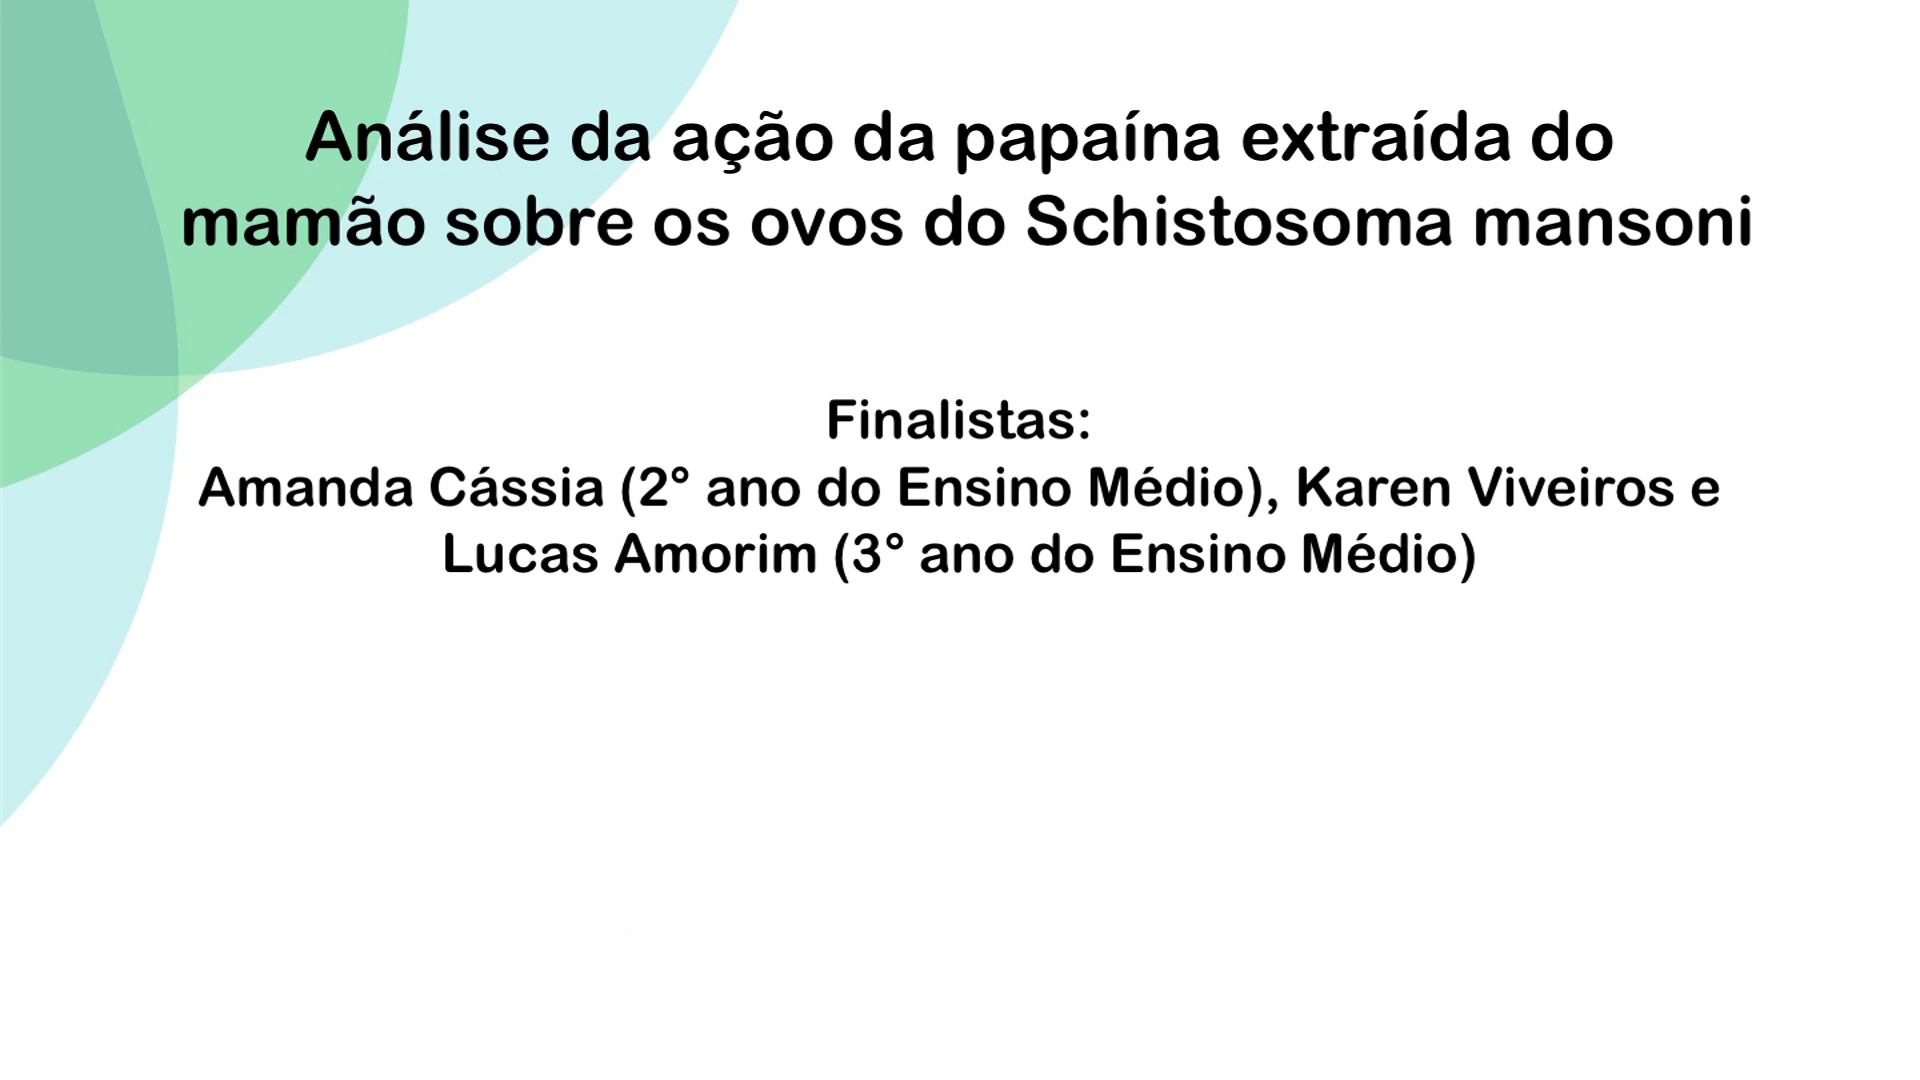 Análise da ação da papaína extraída do
mamão sobre os ovos do Schistosoma mansoni
Finalistas:
Amanda Cássia (2° ano do Ensino Médio), Karen Viveiros e
Lucas Amorim (3° ano do Ensino Médio)